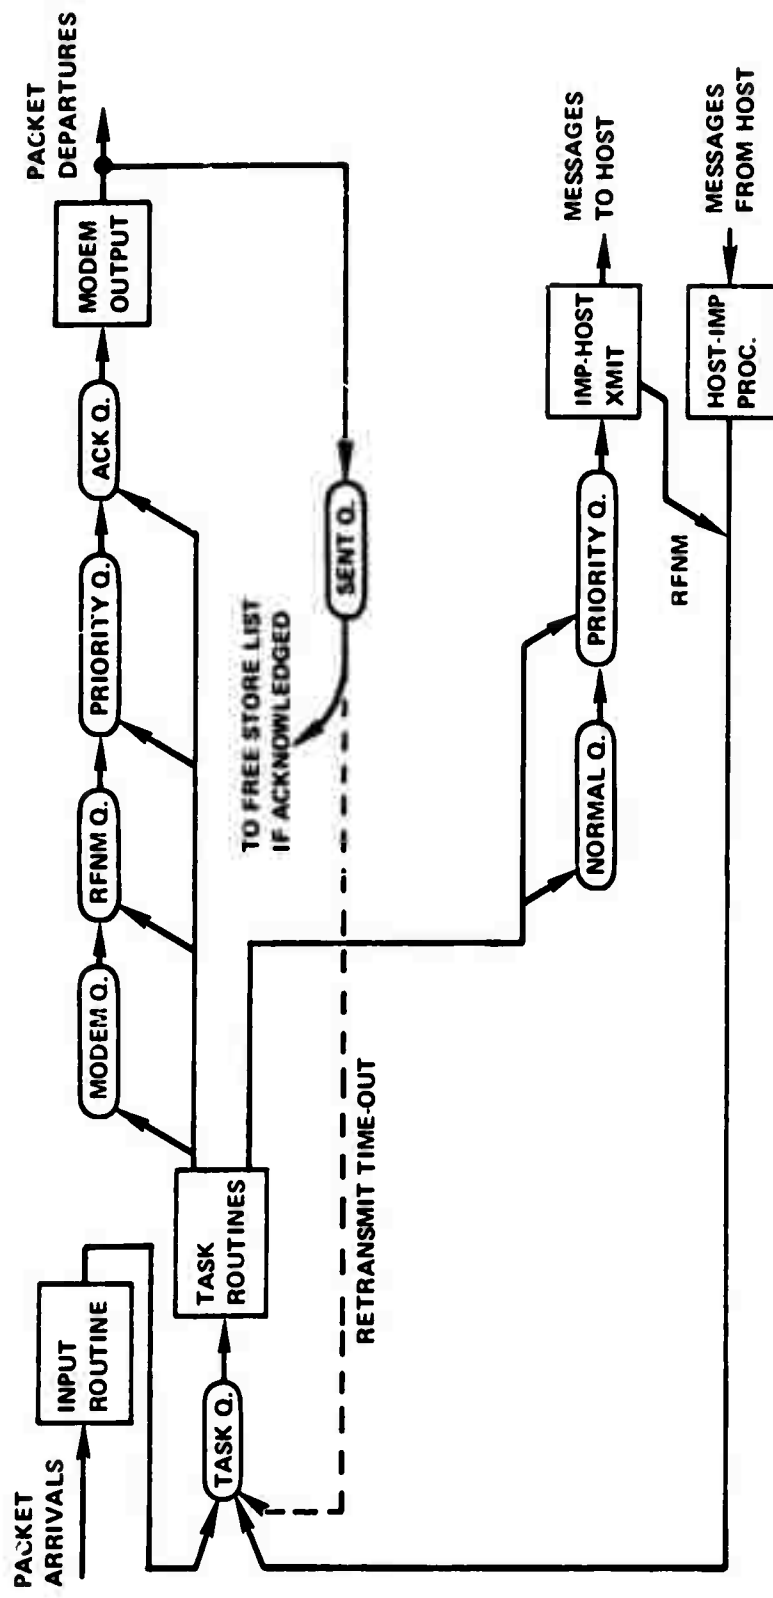 PACKET
ARRIVALS
INPUT
ROUTINE
TASK Q.
TASK
ROUTINES
MODEM Q.
RFNM Q.
PRIORITY Q.
ACK Q.
MODEM
OUTPUT
PACKET
DEPARTURES
TO FREE STORE LIST
IF ACKNOWLEDGED
SENT Q.
RETRANSMIT TIME-OUT
NORMAL Q.
PRIORITY Q.
IMP-HOST
XMIT
MESSAGES
TO HOST
RFNM
HOST-IMP
PROC.
MESSAGES
FROM HOST